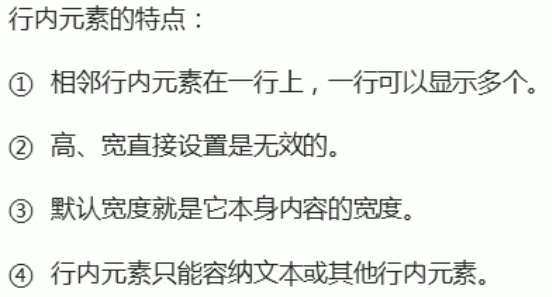 行内元素的特点：
① 相邻行内元素在一行上，一行可以显示多个。
② 高、宽直接设置是无效的。
③ 默认宽度就是它本身内容的宽度。
④ 行内元素只能容纳文本或其他行内元素。